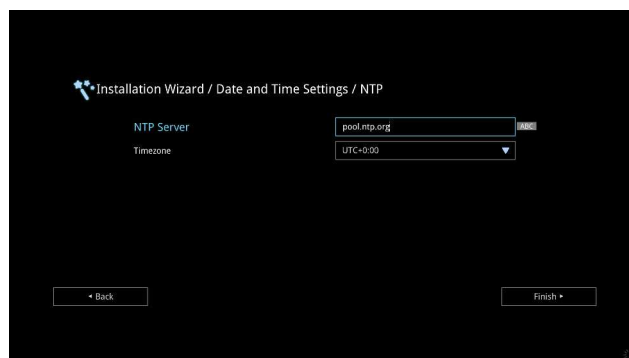 Installation Wizard / Date and Time Settings / NTP
NTP Server pool.ntp.org ABC
Timezone UTC+0:00
Back Finish